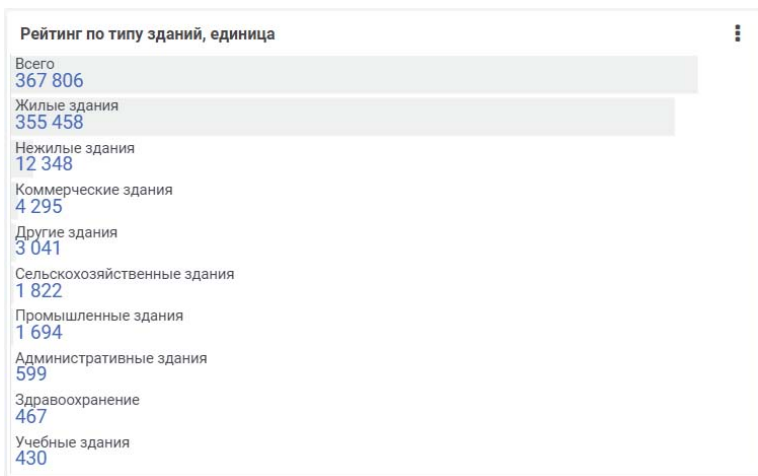 Рейтинг по типу зданий, единица
Всего
367 806
Жилые здания
355 458
Нежилые здания
12 348
Коммерческие здания
4 295
Другие здания
3 041
Сельскохозяйственные здания
1 822
Промышленные здания
1 694
Административные здания
599
Здравоохранение
467
Учебные здания
430